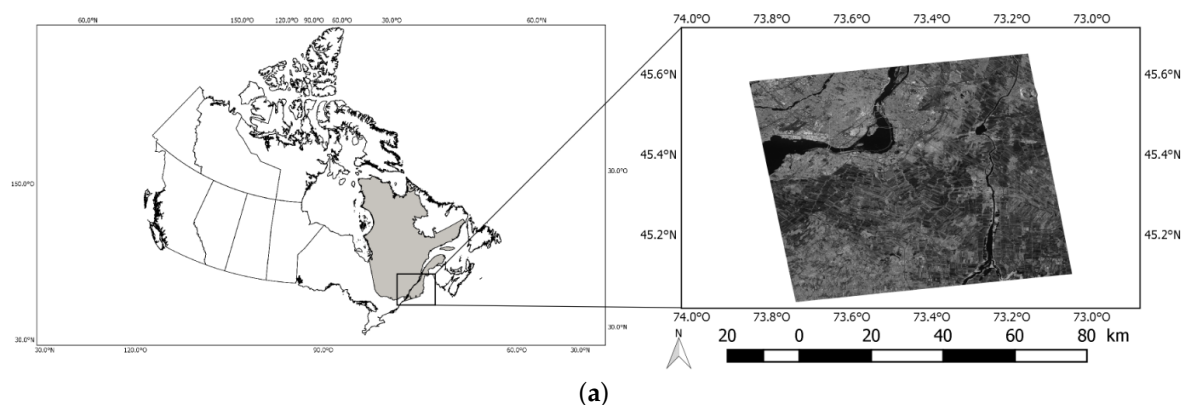 60.0°N 150.0°O 120.0°O 90.0°O 60.0°O 30.0°O 60.0°N
150.0°O 30.0°O
30.0°N 30.0°N
30.0°N 120.0°O 90.0°O 60.0°O 30.0°N
74.0°O 73.8°O 73.6°O 73.4°O 73.2°O 73.0°O
45.6°N 45.6°N
45.4°N 45.4°N
45.2°N 45.2°N
74.0°O 73.8°O 73.6°O 73.4°O 73.2°O 73.0°O
N 20 0 20 40 60 80 km
(a)